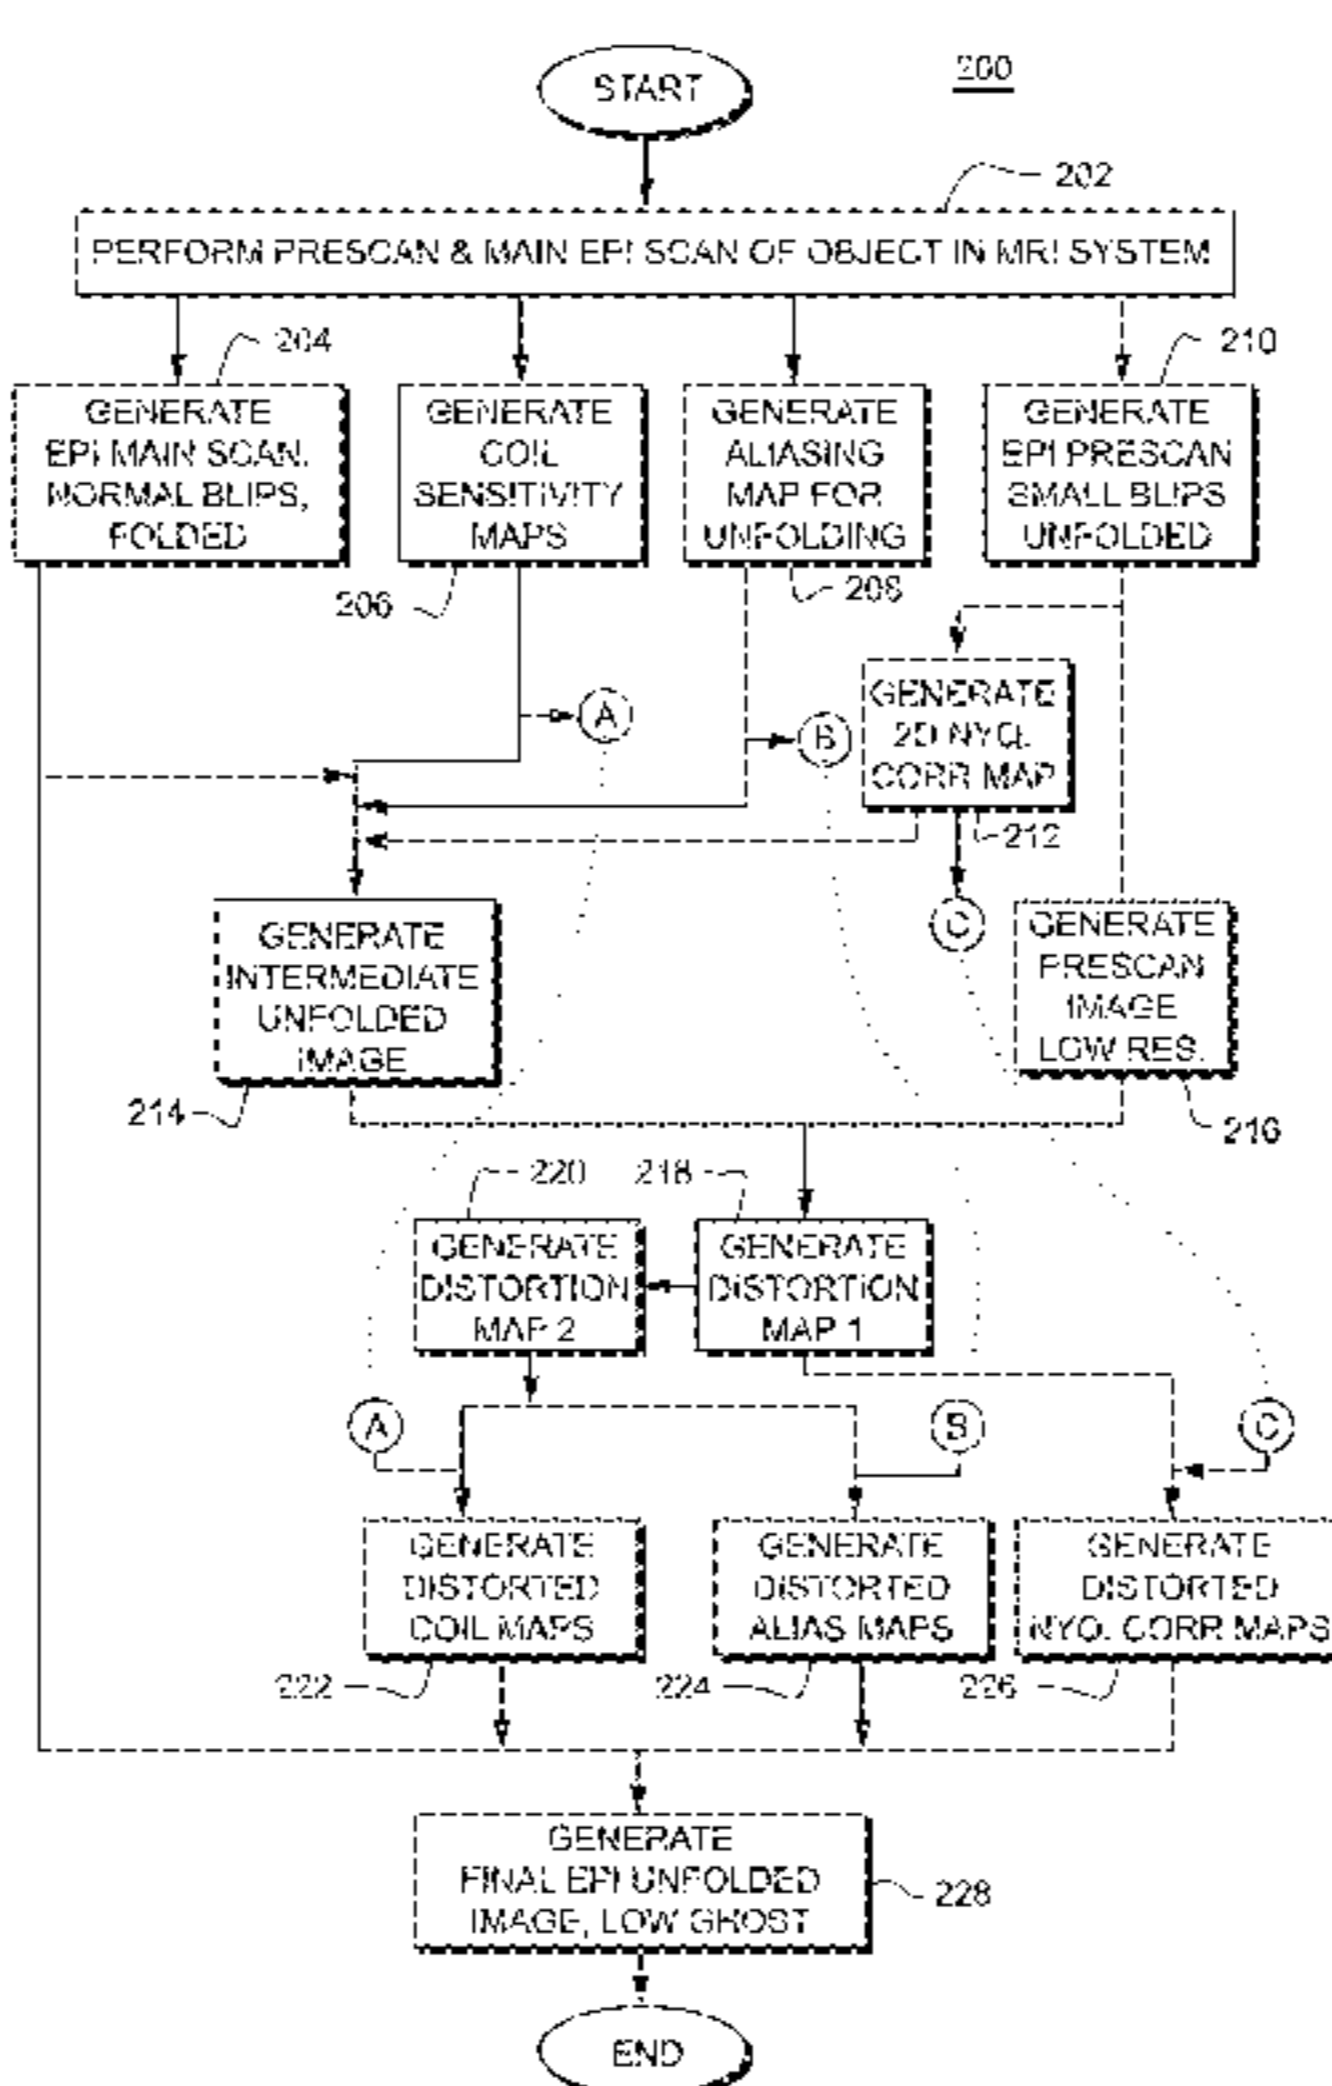 START
200
202
PERFORM PRESCAN & MAIN EPI SCAN OF OBJECT IN MRI SYSTEM
204
210
GENERATE
EPI MAIN SCAN,
NORMAL BLIPS,
FOLDED
GENERATE
COIL
SENSITIVITY
MAPS
GENERATE
ALIASING
MAP FOR
UNFOLDING
GENERATE
EPI PRESCAN
SMALL BLIPS
UNFOLDED
206
208
A
B
GENERATE
2D NYQ.
CORR MAP
212
C
GENERATE
INTERMEDIATE
UNFOLDED
IMAGE
GENERATE
PRESCAN
IMAGE
LOW RES.
214
216
220
218
GENERATE
DISTORTION
MAP 2
GENERATE
DISTORTION
MAP 1
A
B
C
GENERATE
DISTORTED
COIL MAPS
GENERATE
DISTORTED
ALIAS MAPS
GENERATE
DISTORTED
NYQ. CORR MAPS
222
224
226
GENERATE
FINAL EPI UNFOLDED
IMAGE, LOW GHOST
228
END